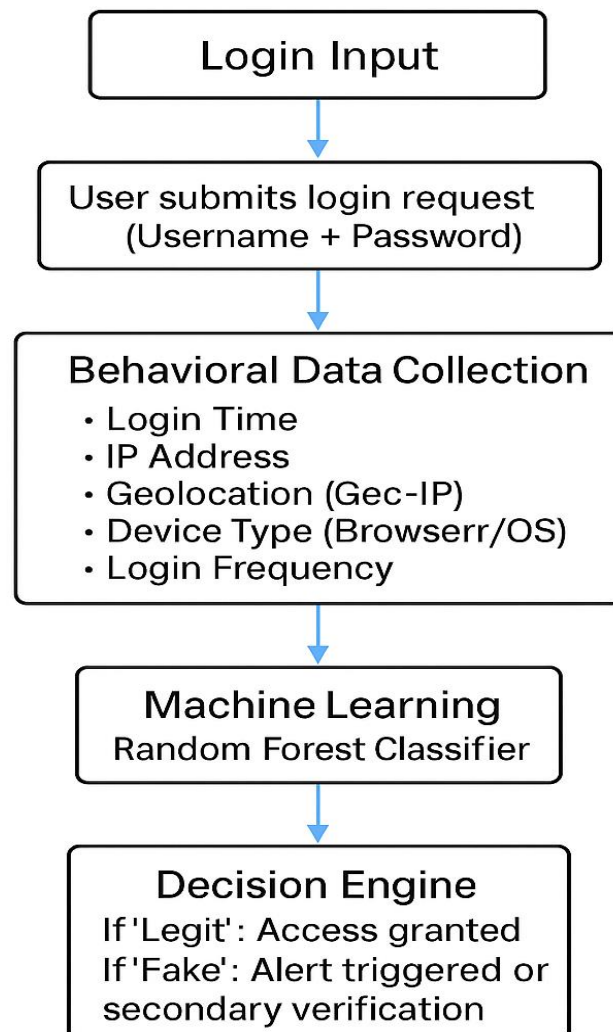 Login Input
User submits login request
(Username + Password)
Behavioral Data Collection
• Login Time
• IP Address
• Geolocation (Gec-IP)
• Device Type (Browserr/OS)
• Login Frequency
Machine Learning
Random Forest Classifier
Decision Engine
If 'Legit': Access granted
If 'Fake': Alert triggered or
secondary verification